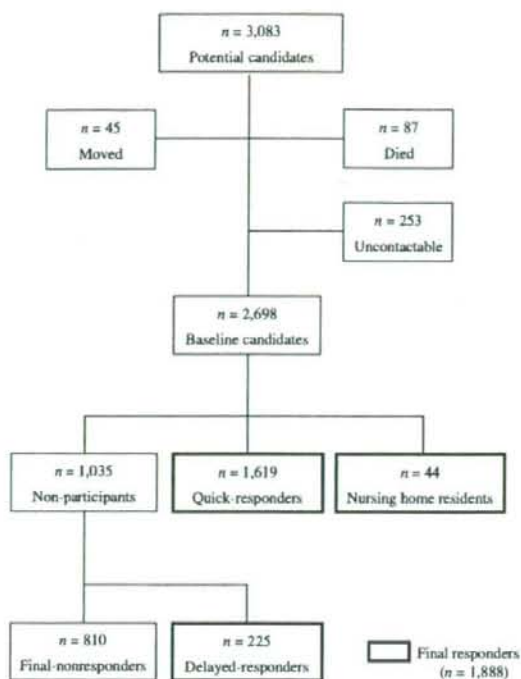 n = 3,083
Potential candidates
n = 45
Moved
n = 87
Died
n = 253
Uncontactable
n = 2,698
Baseline candidates
n = 1,035
Non-participants
n = 1,619
Quick-responders
n = 44
Nursing home residents
n = 810
Final-nonresponders
n = 225
Delayed-responders
Final responders
(n = 1,888)